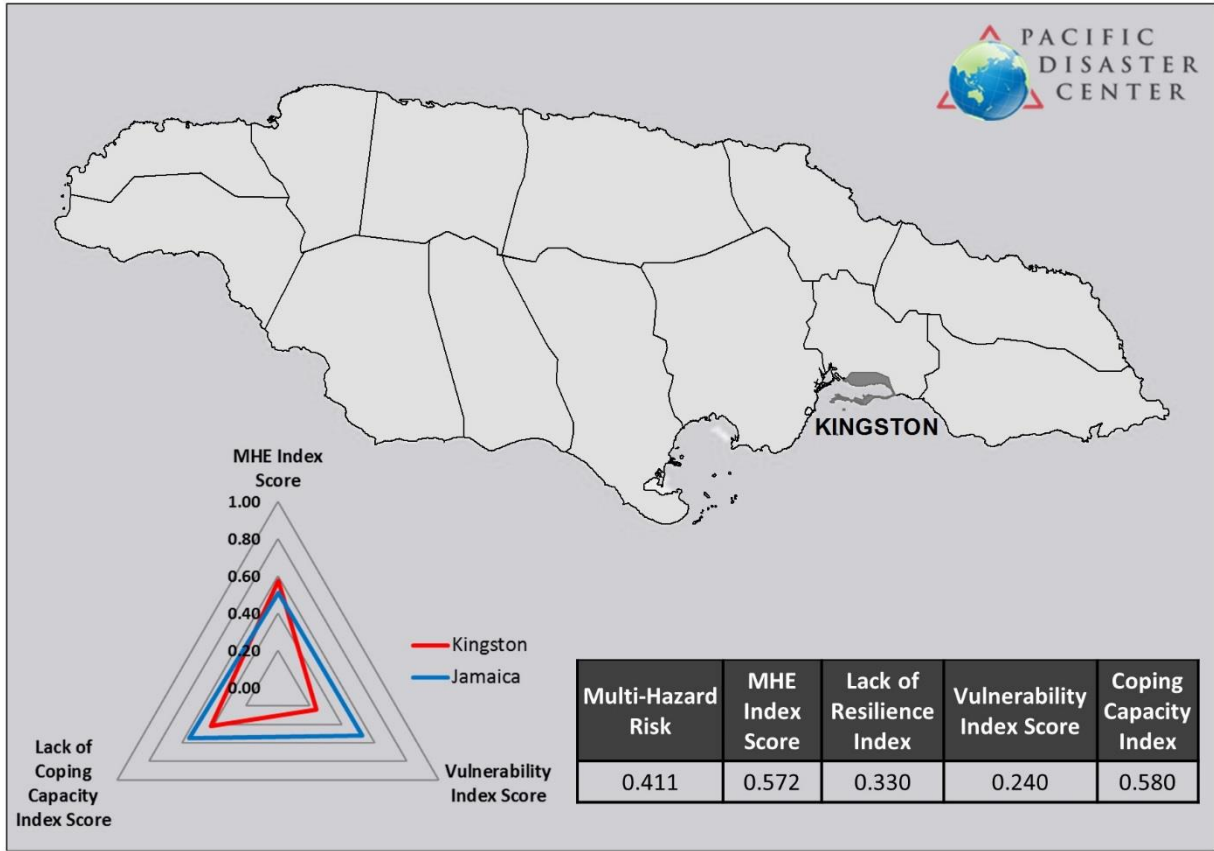 PACIFIC
DISASTER
CENTER
KINGSTON
MHE Index
Score
1.00
0.80
0.60
0.40
0.20
0.00
Kingston
Jamaica
Lack of
Coping
Capacity
Index Score
Vulnerability
Index Score
Multi-Hazard
Risk
MHE
Index
Score
Lack of
Resilience
Index
Vulnerability
Index Score
Coping
Capacity
Index
0.411
0.572
0.330
0.240
0.580